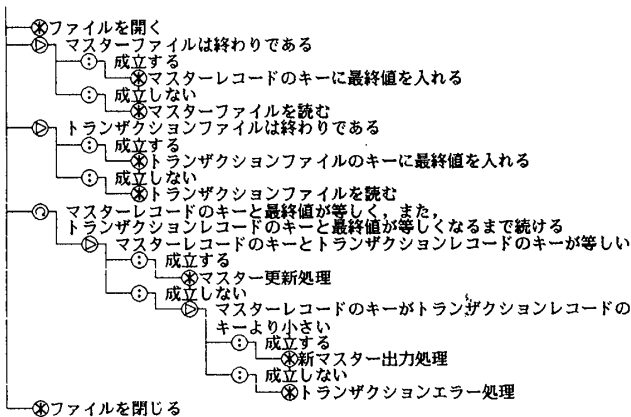 ファイルを開く
マスターファイルは終わりである
成立する
マスターレコードのキーに最終値を入れる
成立しない
マスターファイルを読む
トランザクションファイルは終わりである
成立する
トランザクションファイルのキーに最終値を入れる
成立しない
トランザクションファイルを読む
マスターレコードのキーと最終値が等しく，また，
トランザクションレコードのキーと最終値が等しくなるまで続ける
マスターレコードのキーとトランザクションレコードのキーが等しい
成立する
マスター更新処理
成立しない
マスターレコードのキーがトランザクションレコードの
キーより小さい
成立する
新マスター出力処理
成立しない
トランザクションエラー処理
ファイルを閉じる